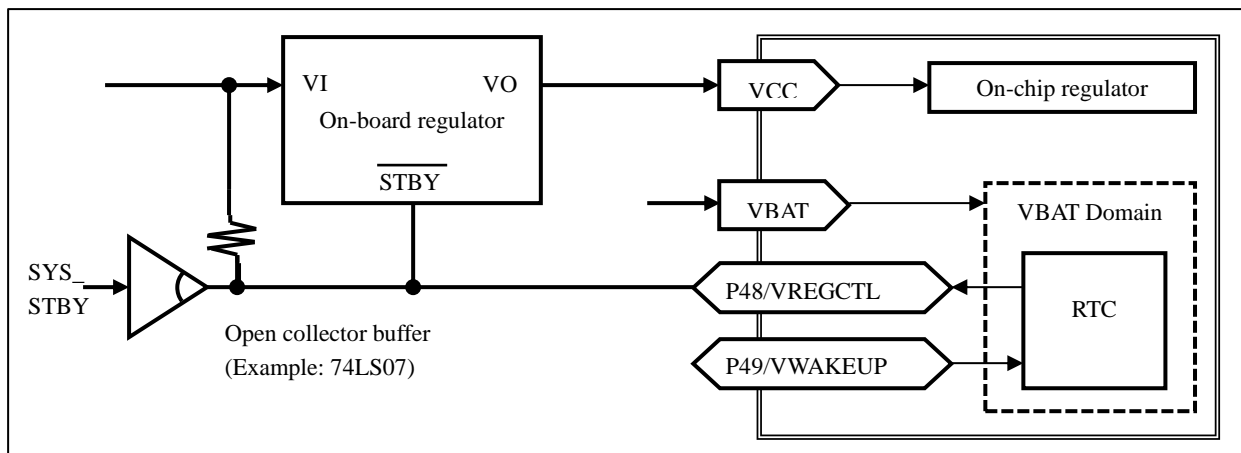 VI
VO
On-board regulator
STBY
VCC
On-chip regulator
VBAT
VBAT Domain
SYS_
STBY
P48/VREGCTL
RTC
Open collector buffer
(Example: 74LS07)
P49/VWAKEUP